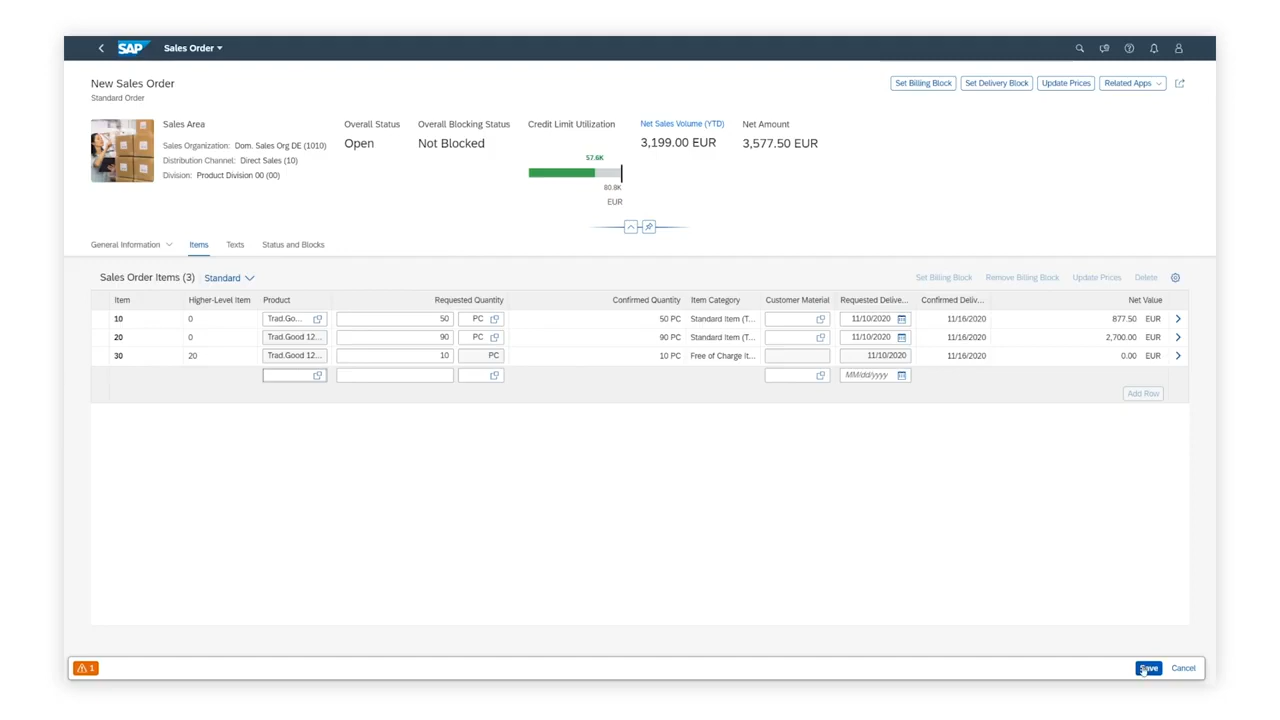 SAP Sales Order
New Sales Order
Standard Order
Set Billing Block Set Delivery Block Update Prices Related Apps
Sales Area
Sales Organization: Dom. Sales Org DE (1010)
Distribution Channel: Direct Sales (10)
Division: Product Division 00 (00)
Overall Status
Open
Overall Blocking Status
Not Blocked
Credit Limit Utilization
57.6K
80.8K
EUR
Net Sales Volume (YTD)
3,199.00 EUR
Net Amount
3,577.50 EUR
General Information Items Texts Status and Blocks
Sales Order Items (3) Standard Set Billing Block Remove Billing Block Update Prices Delete
Item Higher-Level Item Product Requested Quantity Confirmed Quantity Item Category Customer Material Requested Delive... Confirmed Deliv... Net Value
10 0 Trad.Go... 50 PC 50 PC Standard Item (T... 11/10/2020 11/16/2020 877.50 EUR
20 0 Trad.Good 12... 90 PC 90 PC Standard Item (T... 11/10/2020 11/16/2020 2,700.00 EUR
30 20 Trad.Good 12... 10 PC 10 PC Free of Charge It... 11/10/2020 11/16/2020 0.00 EUR
MM/dd/yyyy
Add Row
1 Save Cancel